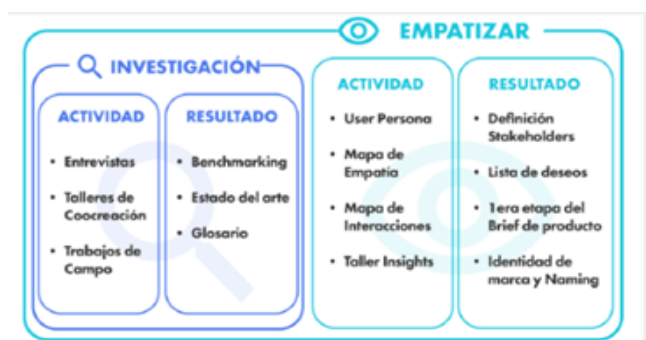 EMPATIZAR
INVESTIGACIÓN
ACTIVIDAD
• Entrevistas
• Talleres de
Coocreación
• Trabajos de
Campo
RESULTADO
• Benchmarking
• Estado del arte
• Glosario
ACTIVIDAD
• User Persona
• Mapa de
Empatía
• Mapa de
Interacciones
• Taller Insights
RESULTADO
• Definición
Stakeholders
• Lista de deseos
• 1era etapa del
Brief de producto
• Identidad de
marca y Naming